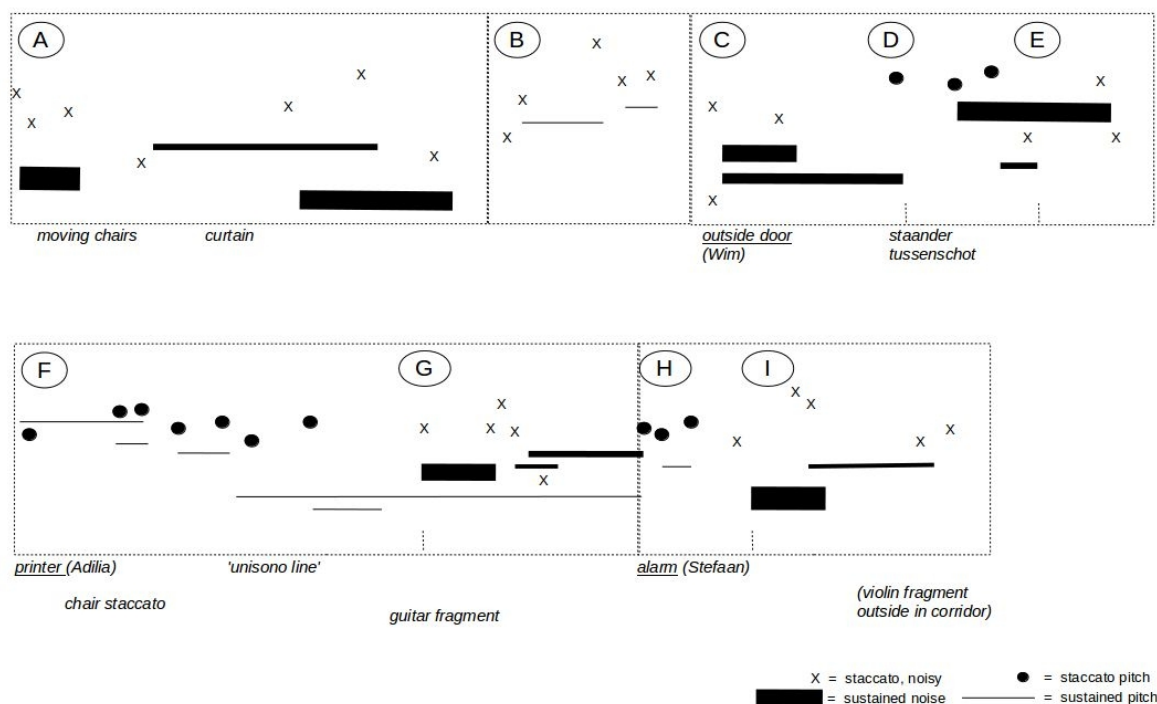 A
B
C
D
E
moving chairs
curtain
outside door
(Wim)
staander
tussenschot
F
G
H
I
printer (Adilia)
'unisono line'
alarm (Stefaan)
chair staccato
guitar fragment
(violin fragment
outside in corridor)
X = staccato, noisy
= staccato pitch
= sustained noise
= sustained pitch